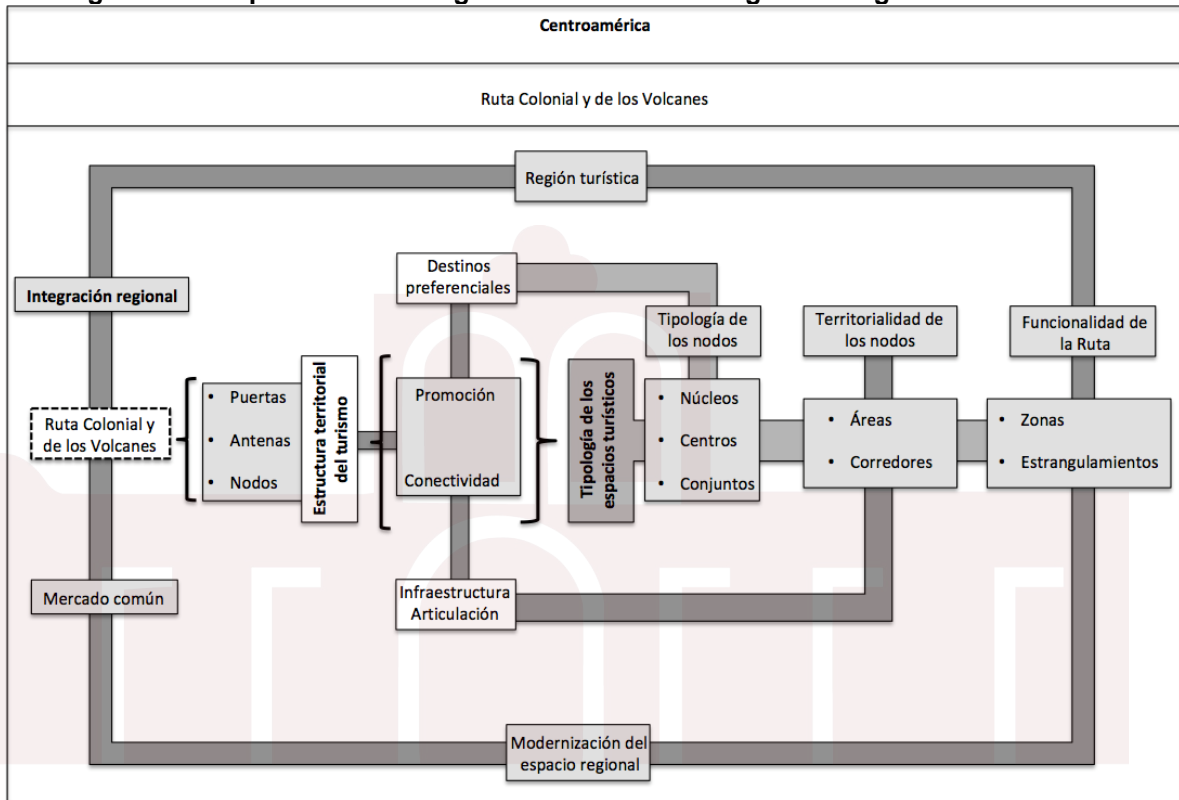 Centroamérica
Ruta Colonial y de los Volcanes
Región turística
Destinos
preferenciales
Integración regional
Tipología de
los nodos
Territorialidad de
los nodos
Funcionalidad de
la Ruta
Ruta Colonial y
de los Volcanes
• Puertas
• Antenas
• Nodos
Estructura territorial
del turismo
Promoción
Conectividad
Tipología de los
espacios turísticos
• Núcleos
• Centros
• Conjuntos
• Áreas
• Corredores
• Zonas
• Estrangulamientos
Mercado común
Infraestructura
Articulación
Modernización del
espacio regional